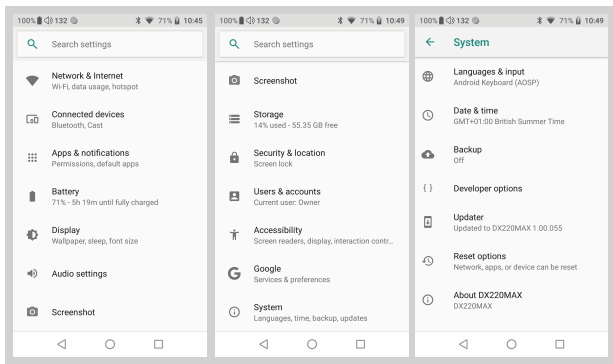 100% 132 71% 10:45
Search settings
Network & Internet
Wi-Fi, data usage, hotspot
Connected devices
Bluetooth, Cast
Apps & notifications
Permissions, default apps
Battery
71% - 5h 19m until fully charged
Display
Wallpaper, sleep, font size
Audio settings
Screenshot
100% 132 71% 10:49
Search settings
Screenshot
Storage
14% used - 55.35 GB free
Security & location
Screen lock
Users & accounts
Current user: Owner
Accessibility
Screen readers, display, interaction contr...
Google
Services & preferences
System
Languages, time, backup, updates
100% 132 71% 10:49
System
Languages & input
Android Keyboard (AOSP)
Date & time
GMT+01:00 British Summer Time
Backup
Off
Developer options
Updater
Updated to DX220MAX 1.00.055
Reset options
Network, apps, or device can be reset
About DX220MAX
DX220MAX